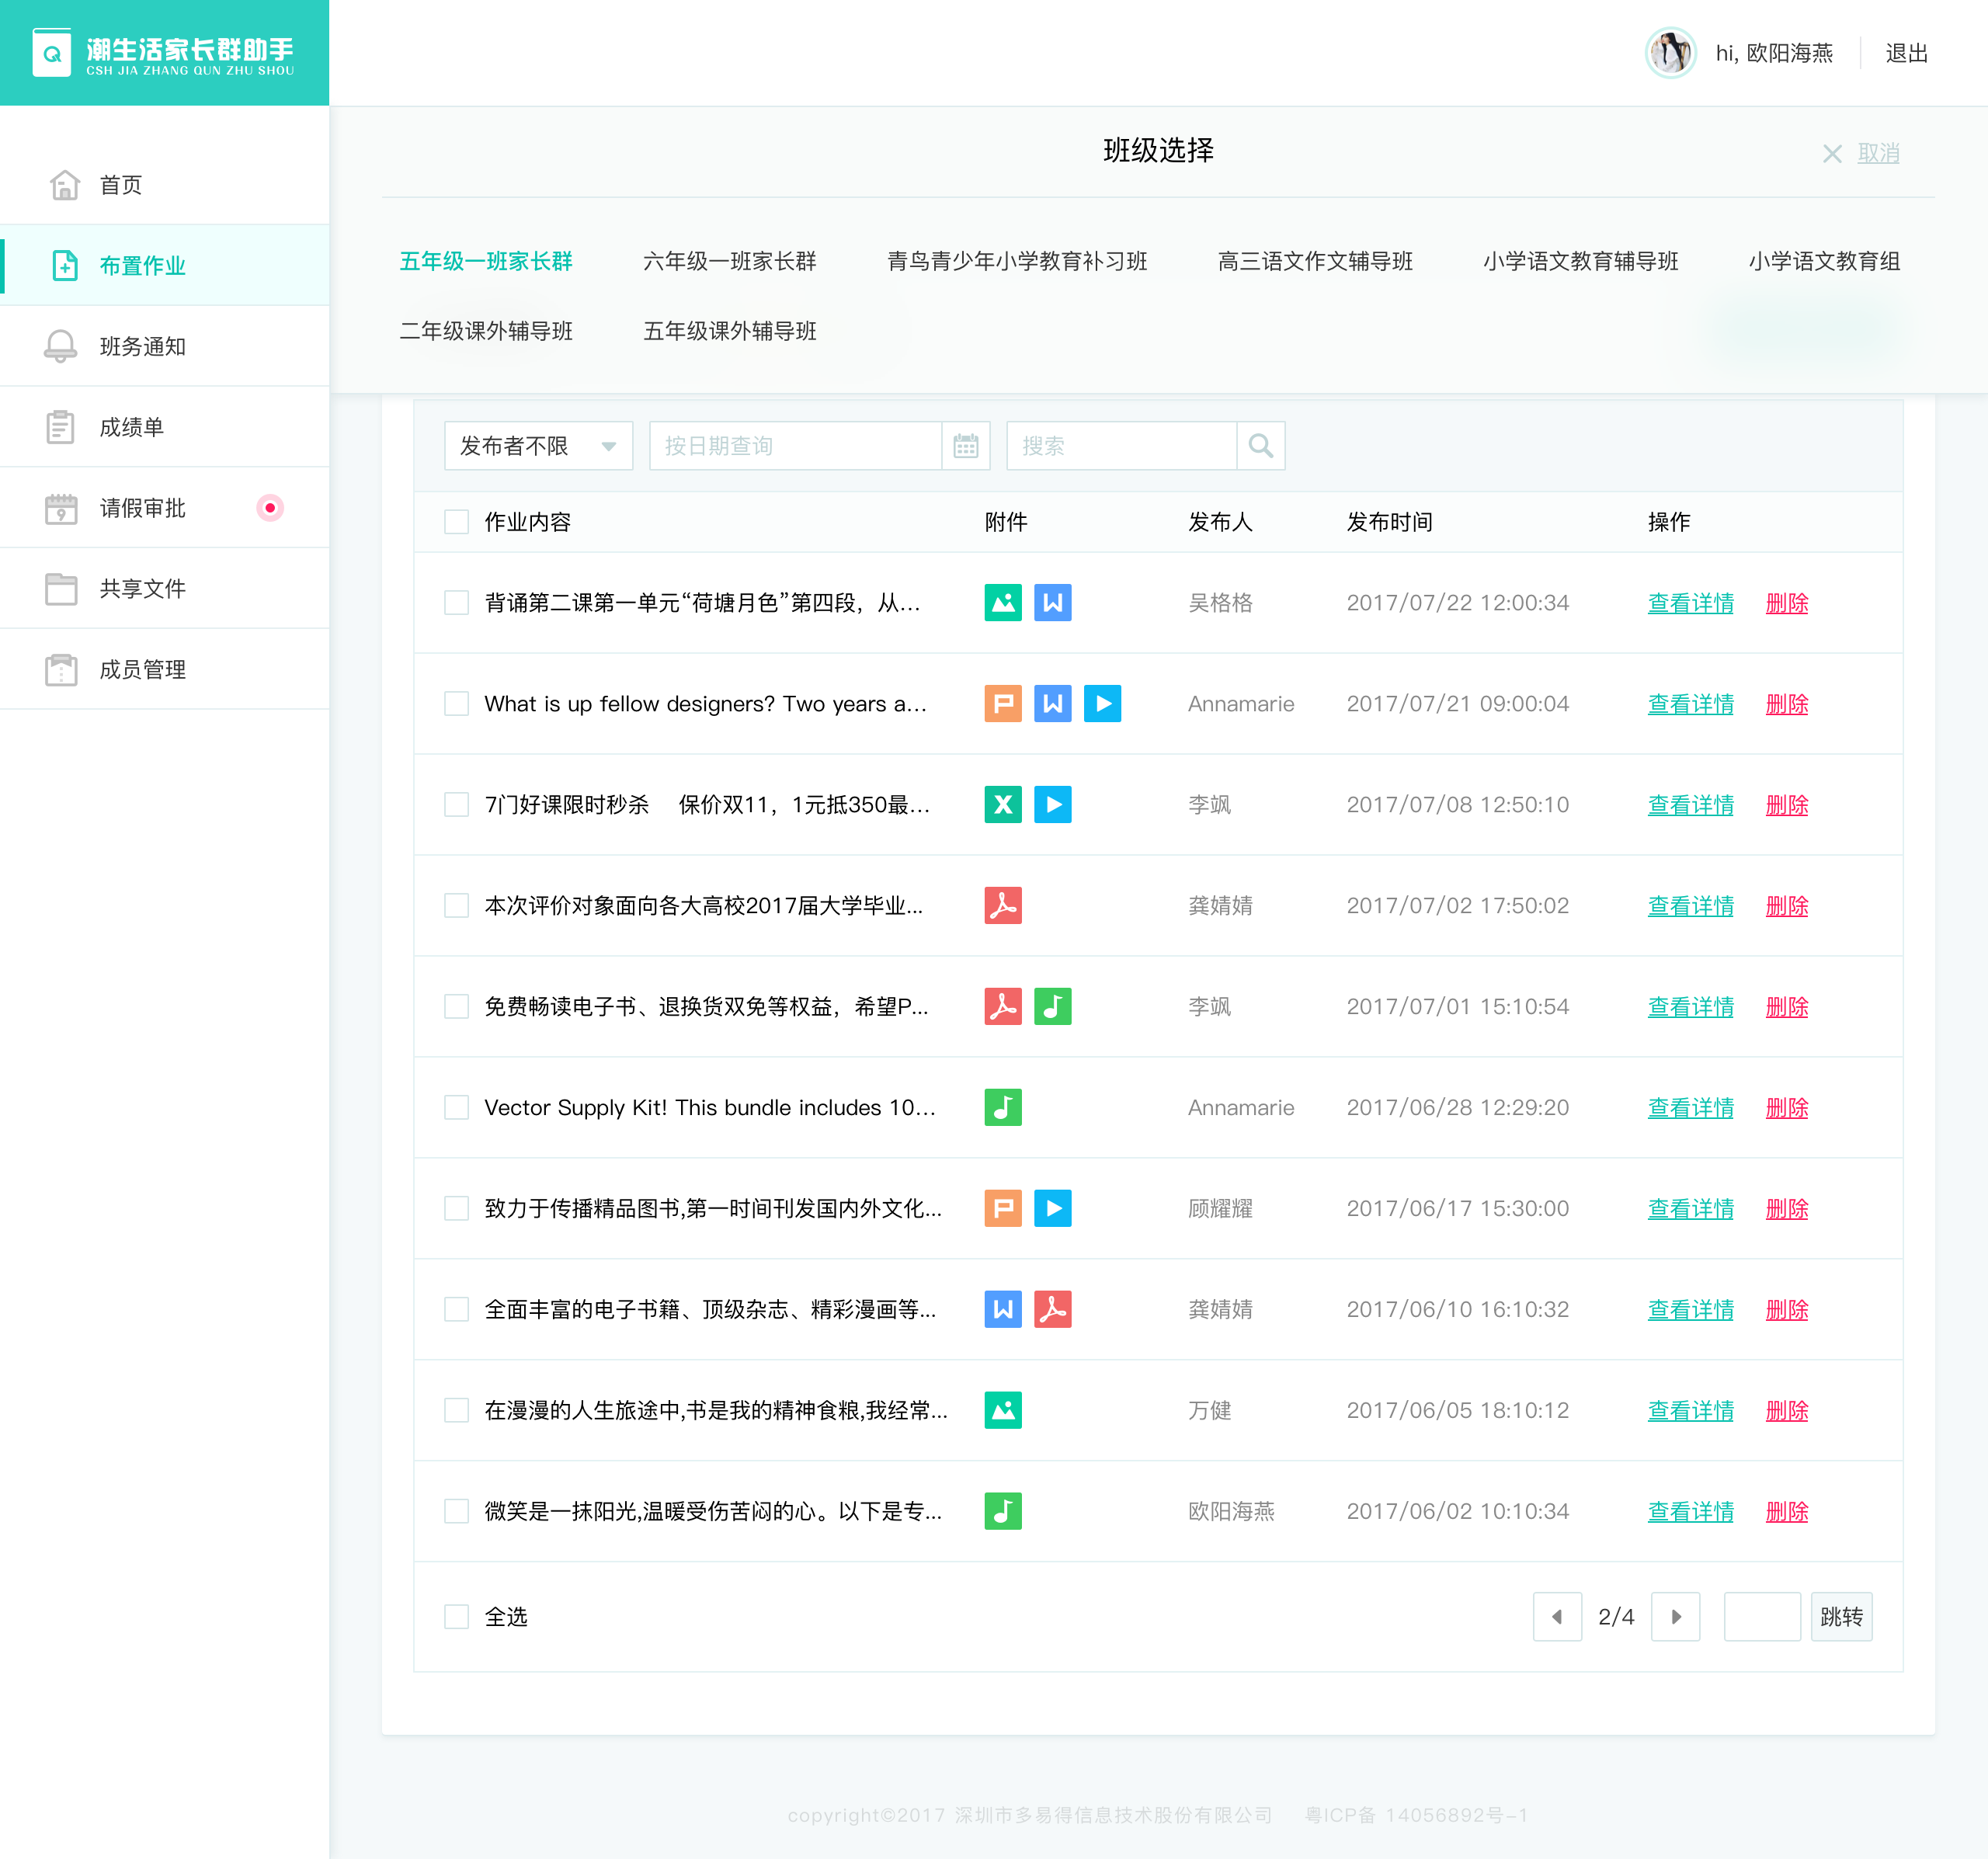 潮生活家长群助手
CSH JIA ZHANG QUN ZHU SHOU
hi, 欧阳海燕 退出
首页
布置作业
班务通知
成绩单
请假审批
共享文件
成员管理
班级选择
取消
五年级一班家长群 六年级一班家长群 青鸟青少年小学教育补习班 高三语文作文辅导班 小学语文教育辅导班 小学语文教育组
二年级课外辅导班 五年级课外辅导班
发布者不限 按日期查询 搜索
作业内容 附件 发布人 发布时间 操作
背诵第二课第一单元“荷塘月色”第四段，从... 吴格格 2017/07/22 12:00:34 查看详情 删除
What is up fellow designers? Two years a... Annamarie 2017/07/21 09:00:04 查看详情 删除
7门好课限时秒杀 保价双11，1元抵350最... 李飒 2017/07/08 12:50:10 查看详情 删除
本次评价对象面向各大高校2017届大学毕业... 龚婧婧 2017/07/02 17:50:02 查看详情 删除
免费畅读电子书、退换货双免等权益，希望P... 李飒 2017/07/01 15:10:54 查看详情 删除
Vector Supply Kit! This bundle includes 10... Annamarie 2017/06/28 12:29:20 查看详情 删除
致力于传播精品图书,第一时间刊发国内外文化... 顾耀耀 2017/06/17 15:30:00 查看详情 删除
全面丰富的电子书籍、顶级杂志、精彩漫画等... 龚婧婧 2017/06/10 16:10:32 查看详情 删除
在漫漫的人生旅途中,书是我的精神食粮,我经常... 万健 2017/06/05 18:10:12 查看详情 删除
微笑是一抹阳光,温暖受伤苦闷的心。以下是专... 欧阳海燕 2017/06/02 10:10:34 查看详情 删除
全选 2/4 跳转
copyright©2017 深圳市多易得信息技术股份有限公司 粤ICP备 14056892号-1